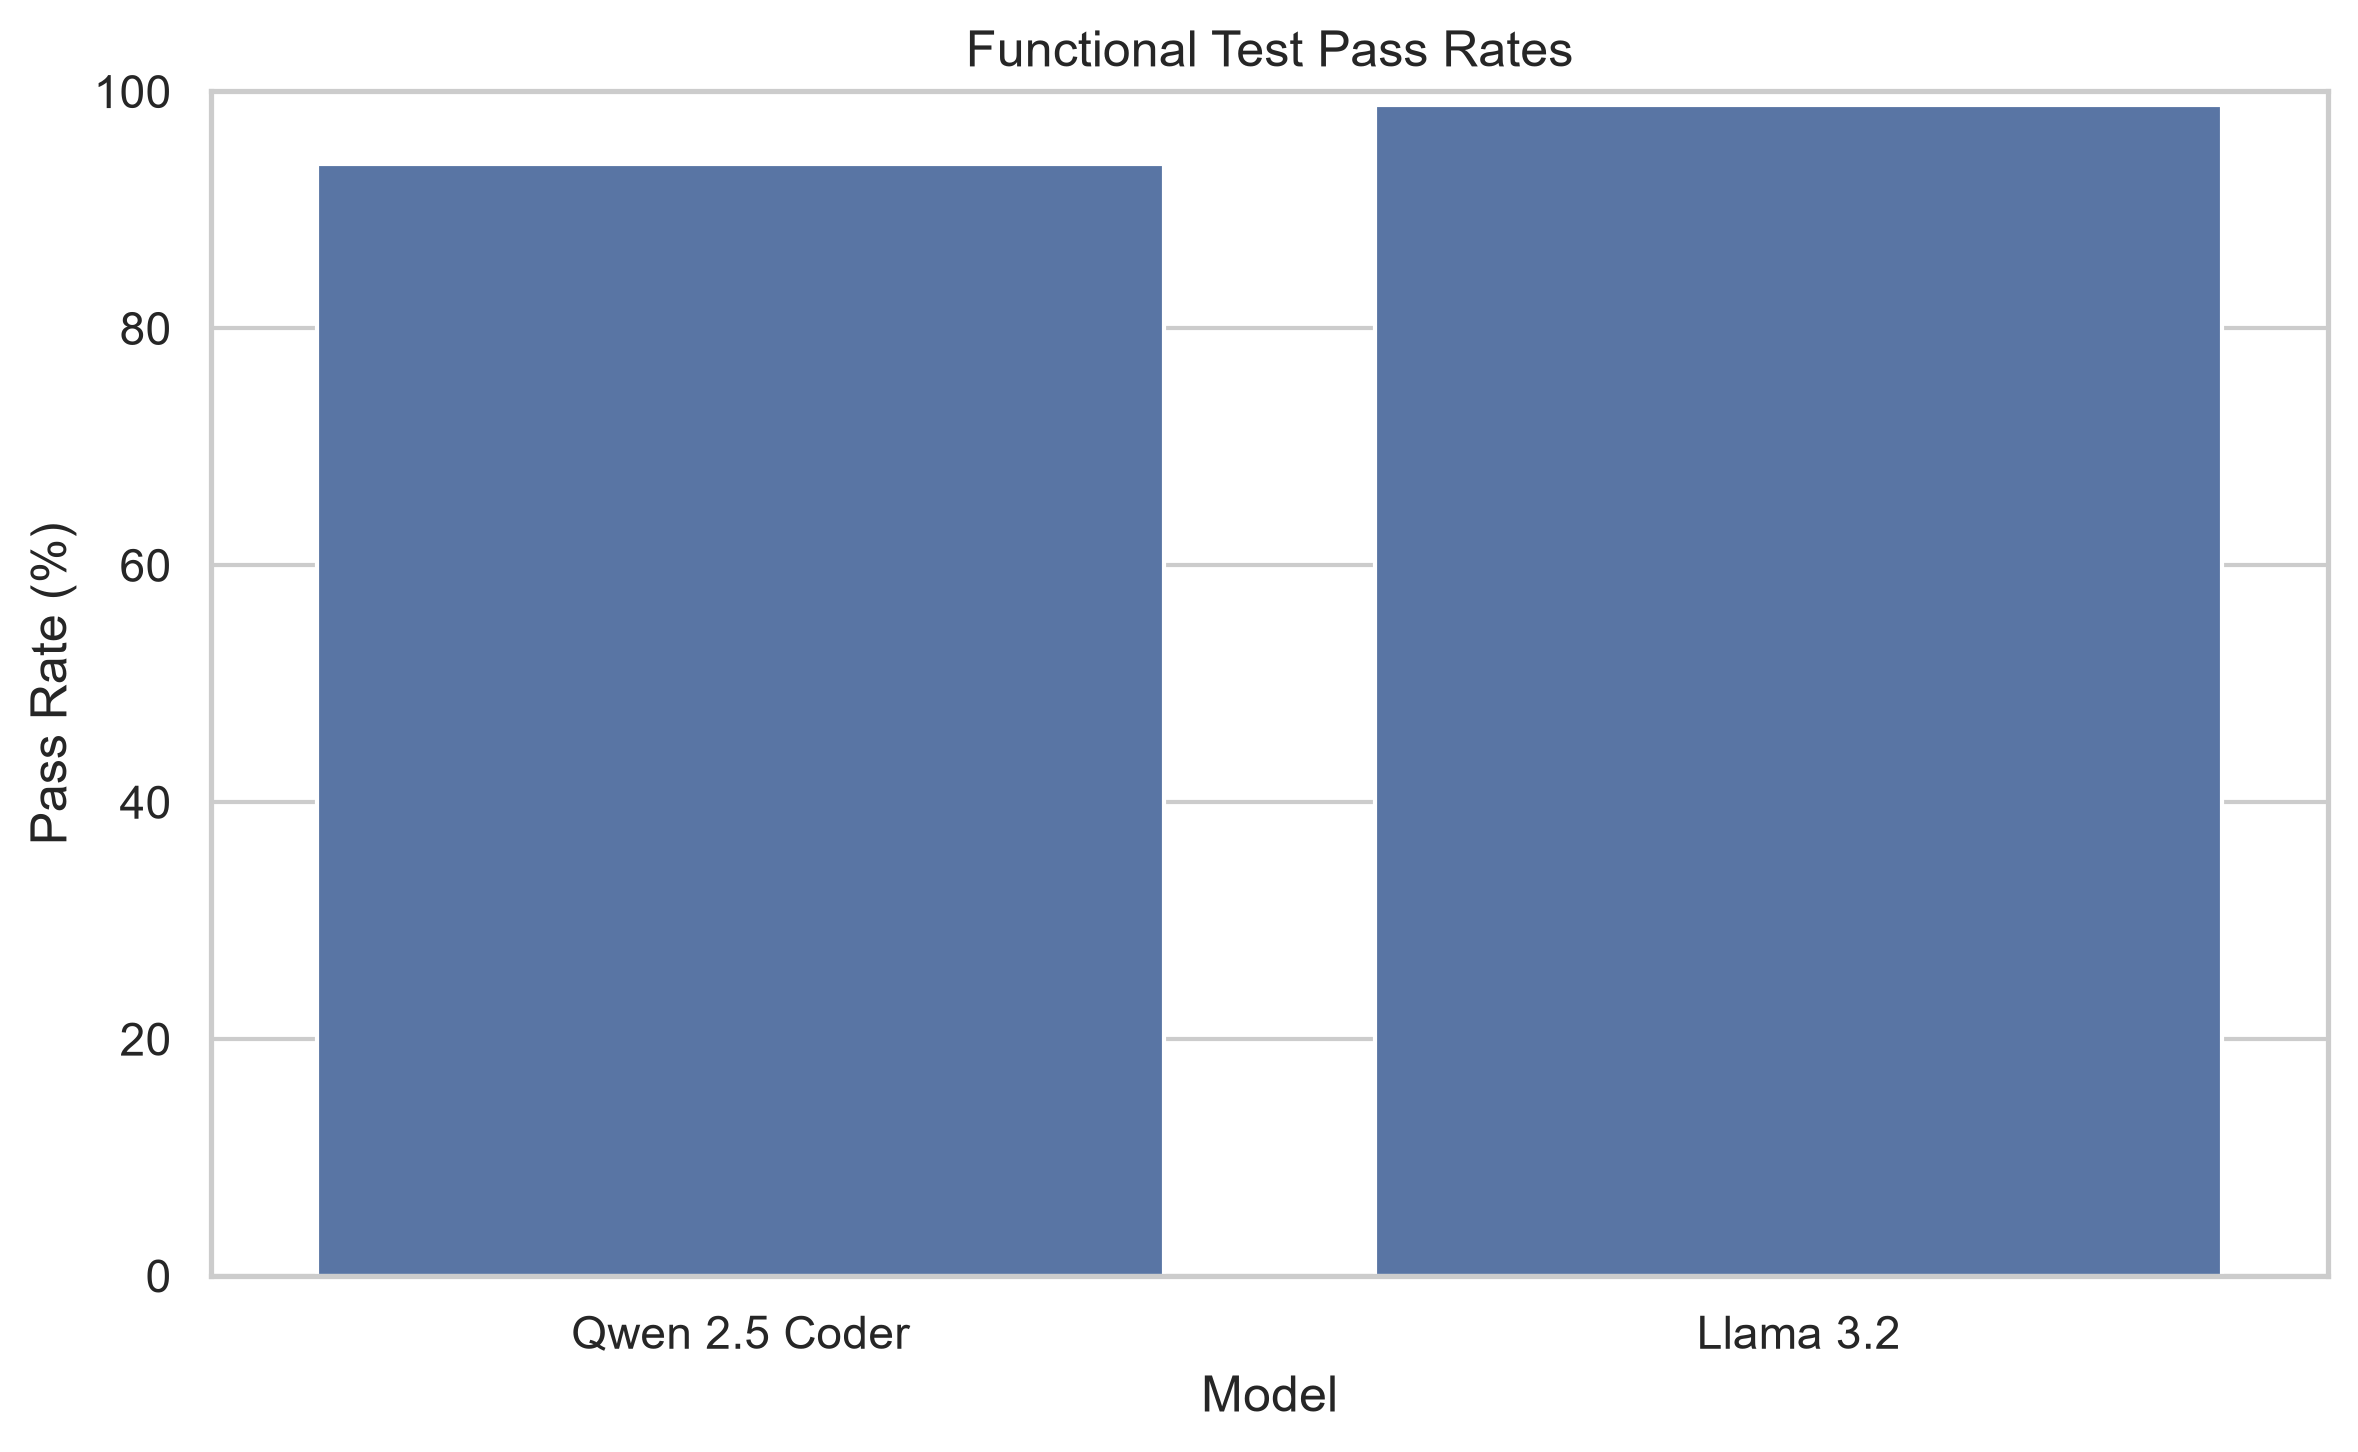 Functional Test Pass Rates
100
80
60
40
20
0
Pass Rate (%)
Qwen 2.5 Coder
Llama 3.2
Model